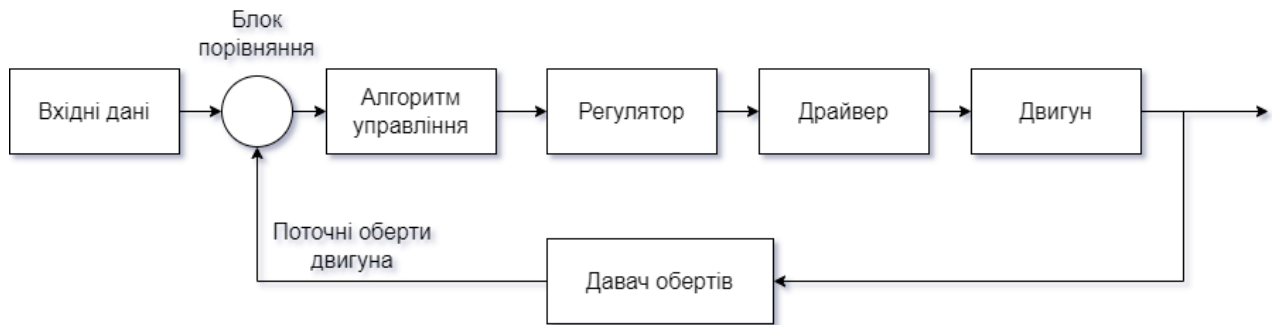 Блок
порівняння
Вхідні дані
Алгоритм
управління
Регулятор
Драйвер
Двигун
Поточні оберти
двигуна
Давач обертів